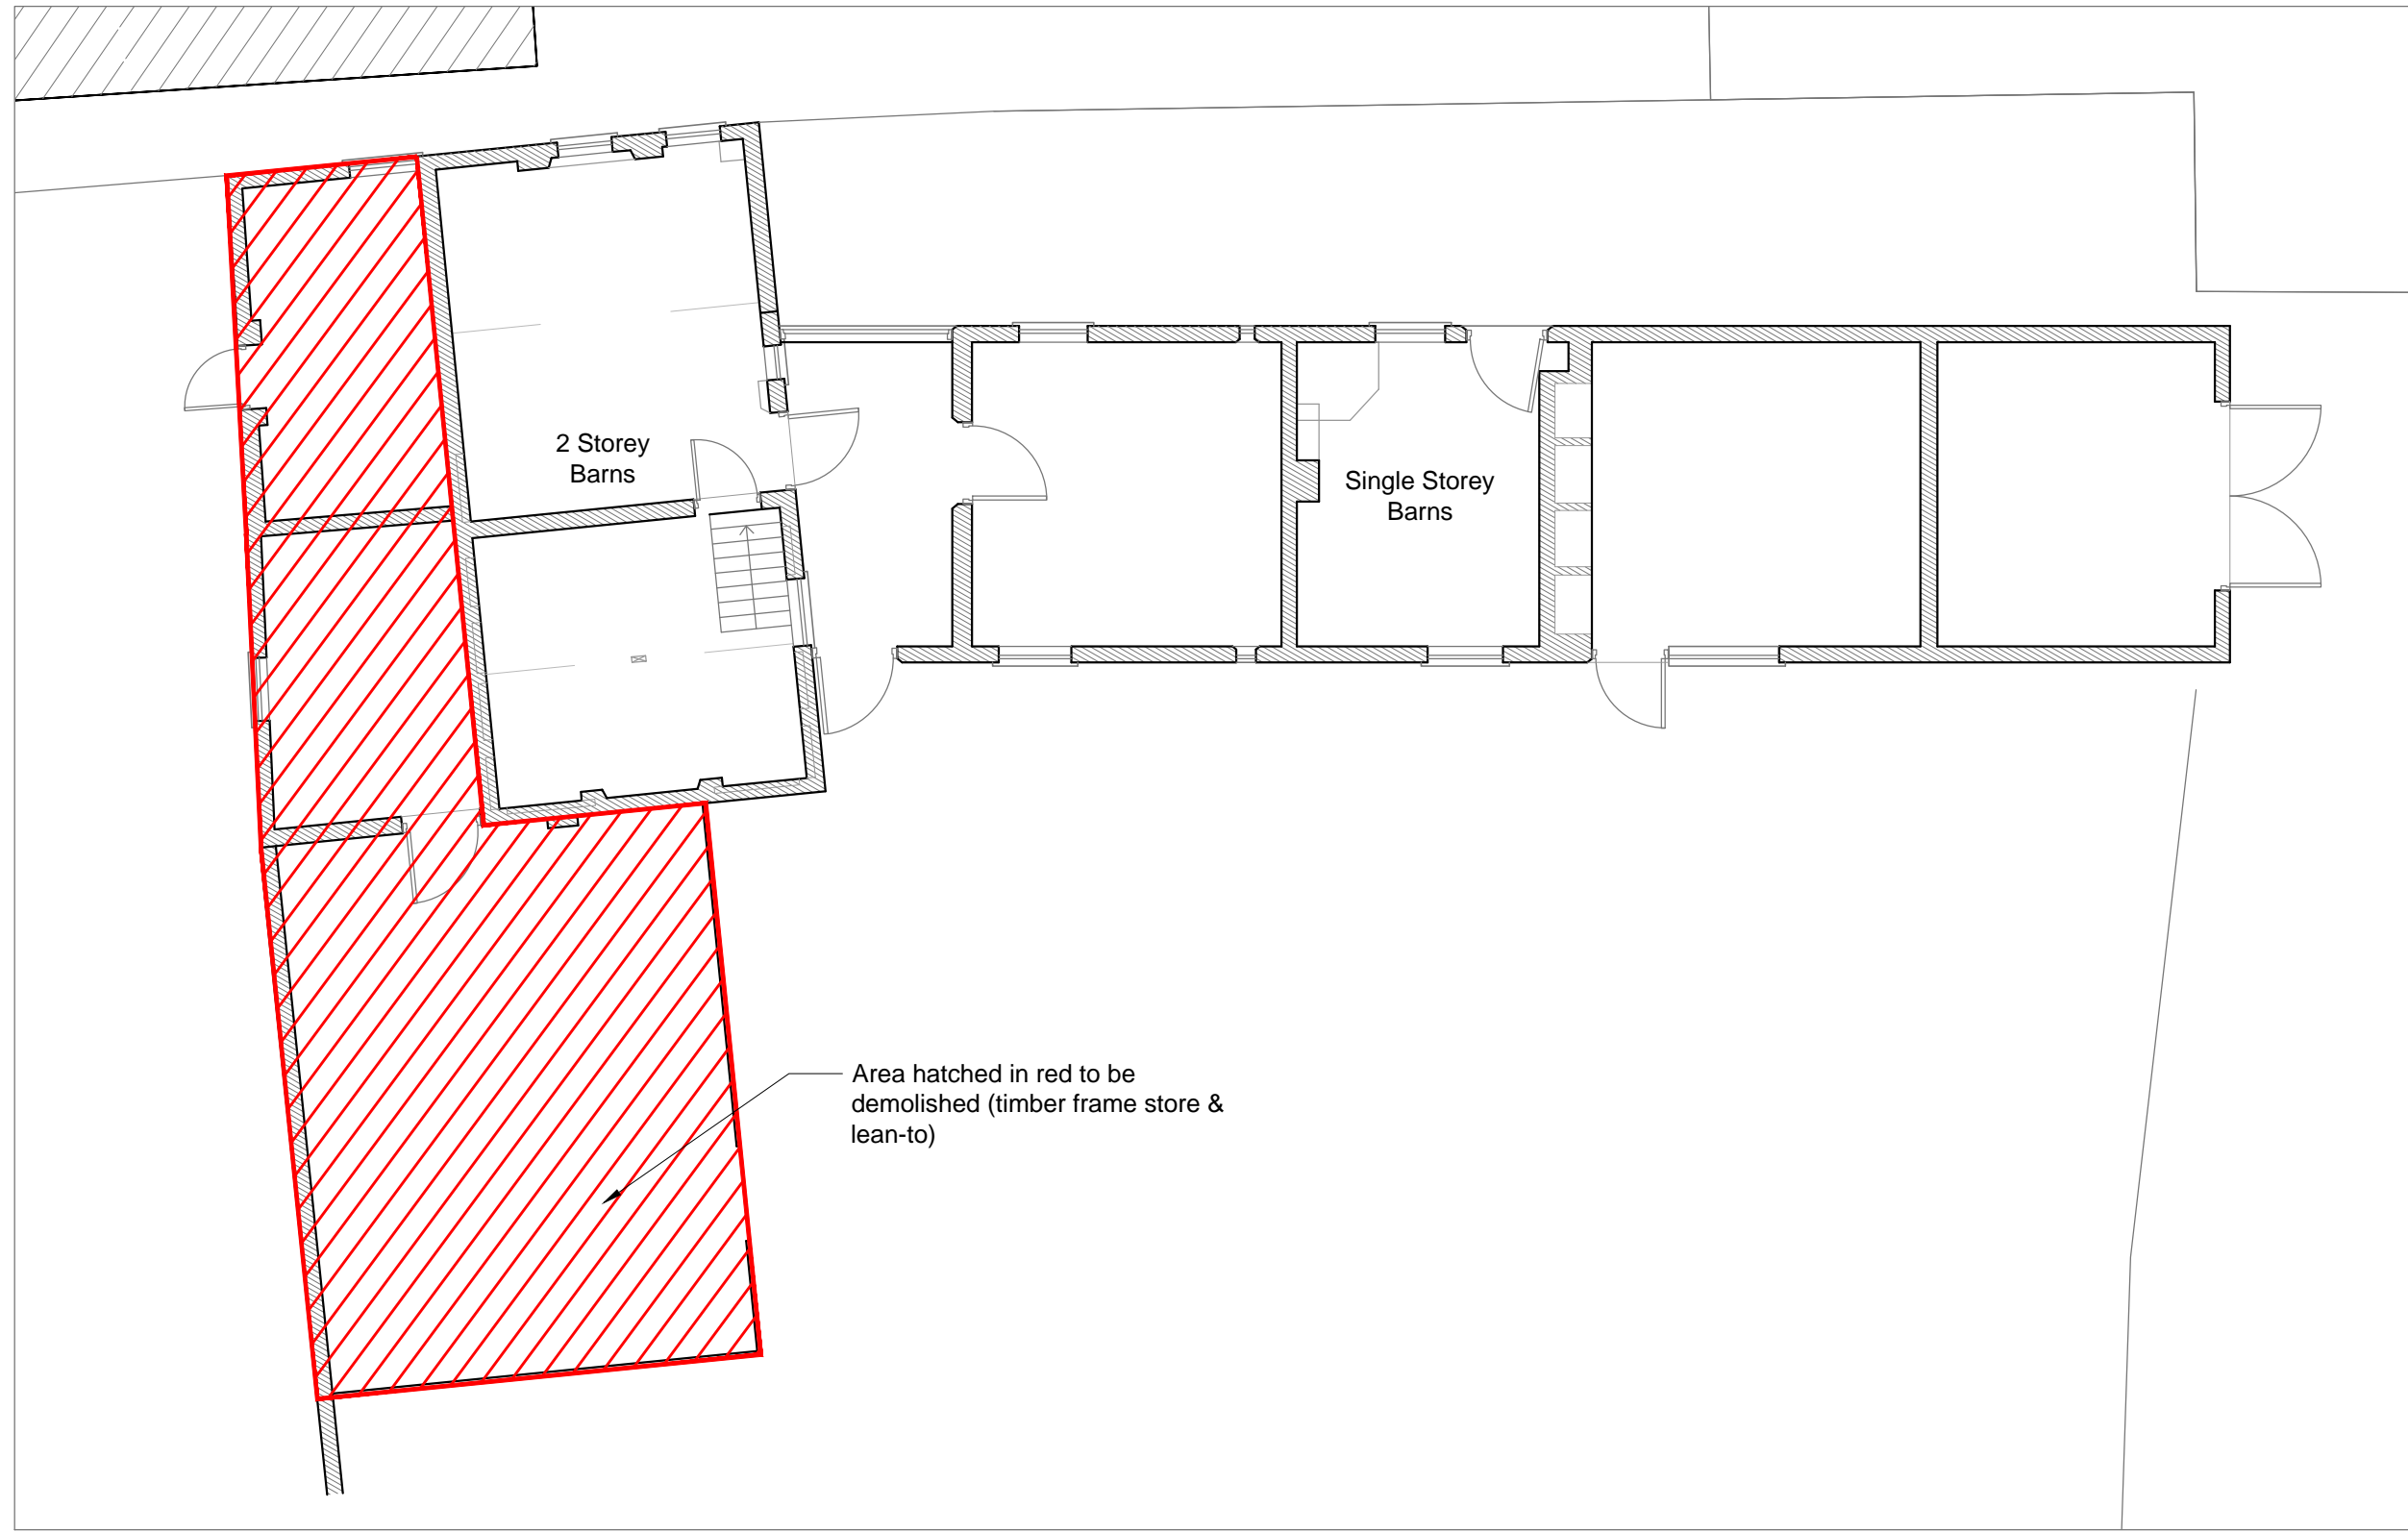 2 Storey
Barns
Single Storey
Barns
Area hatched in red to be
demolished (timber frame store &
lean-to)